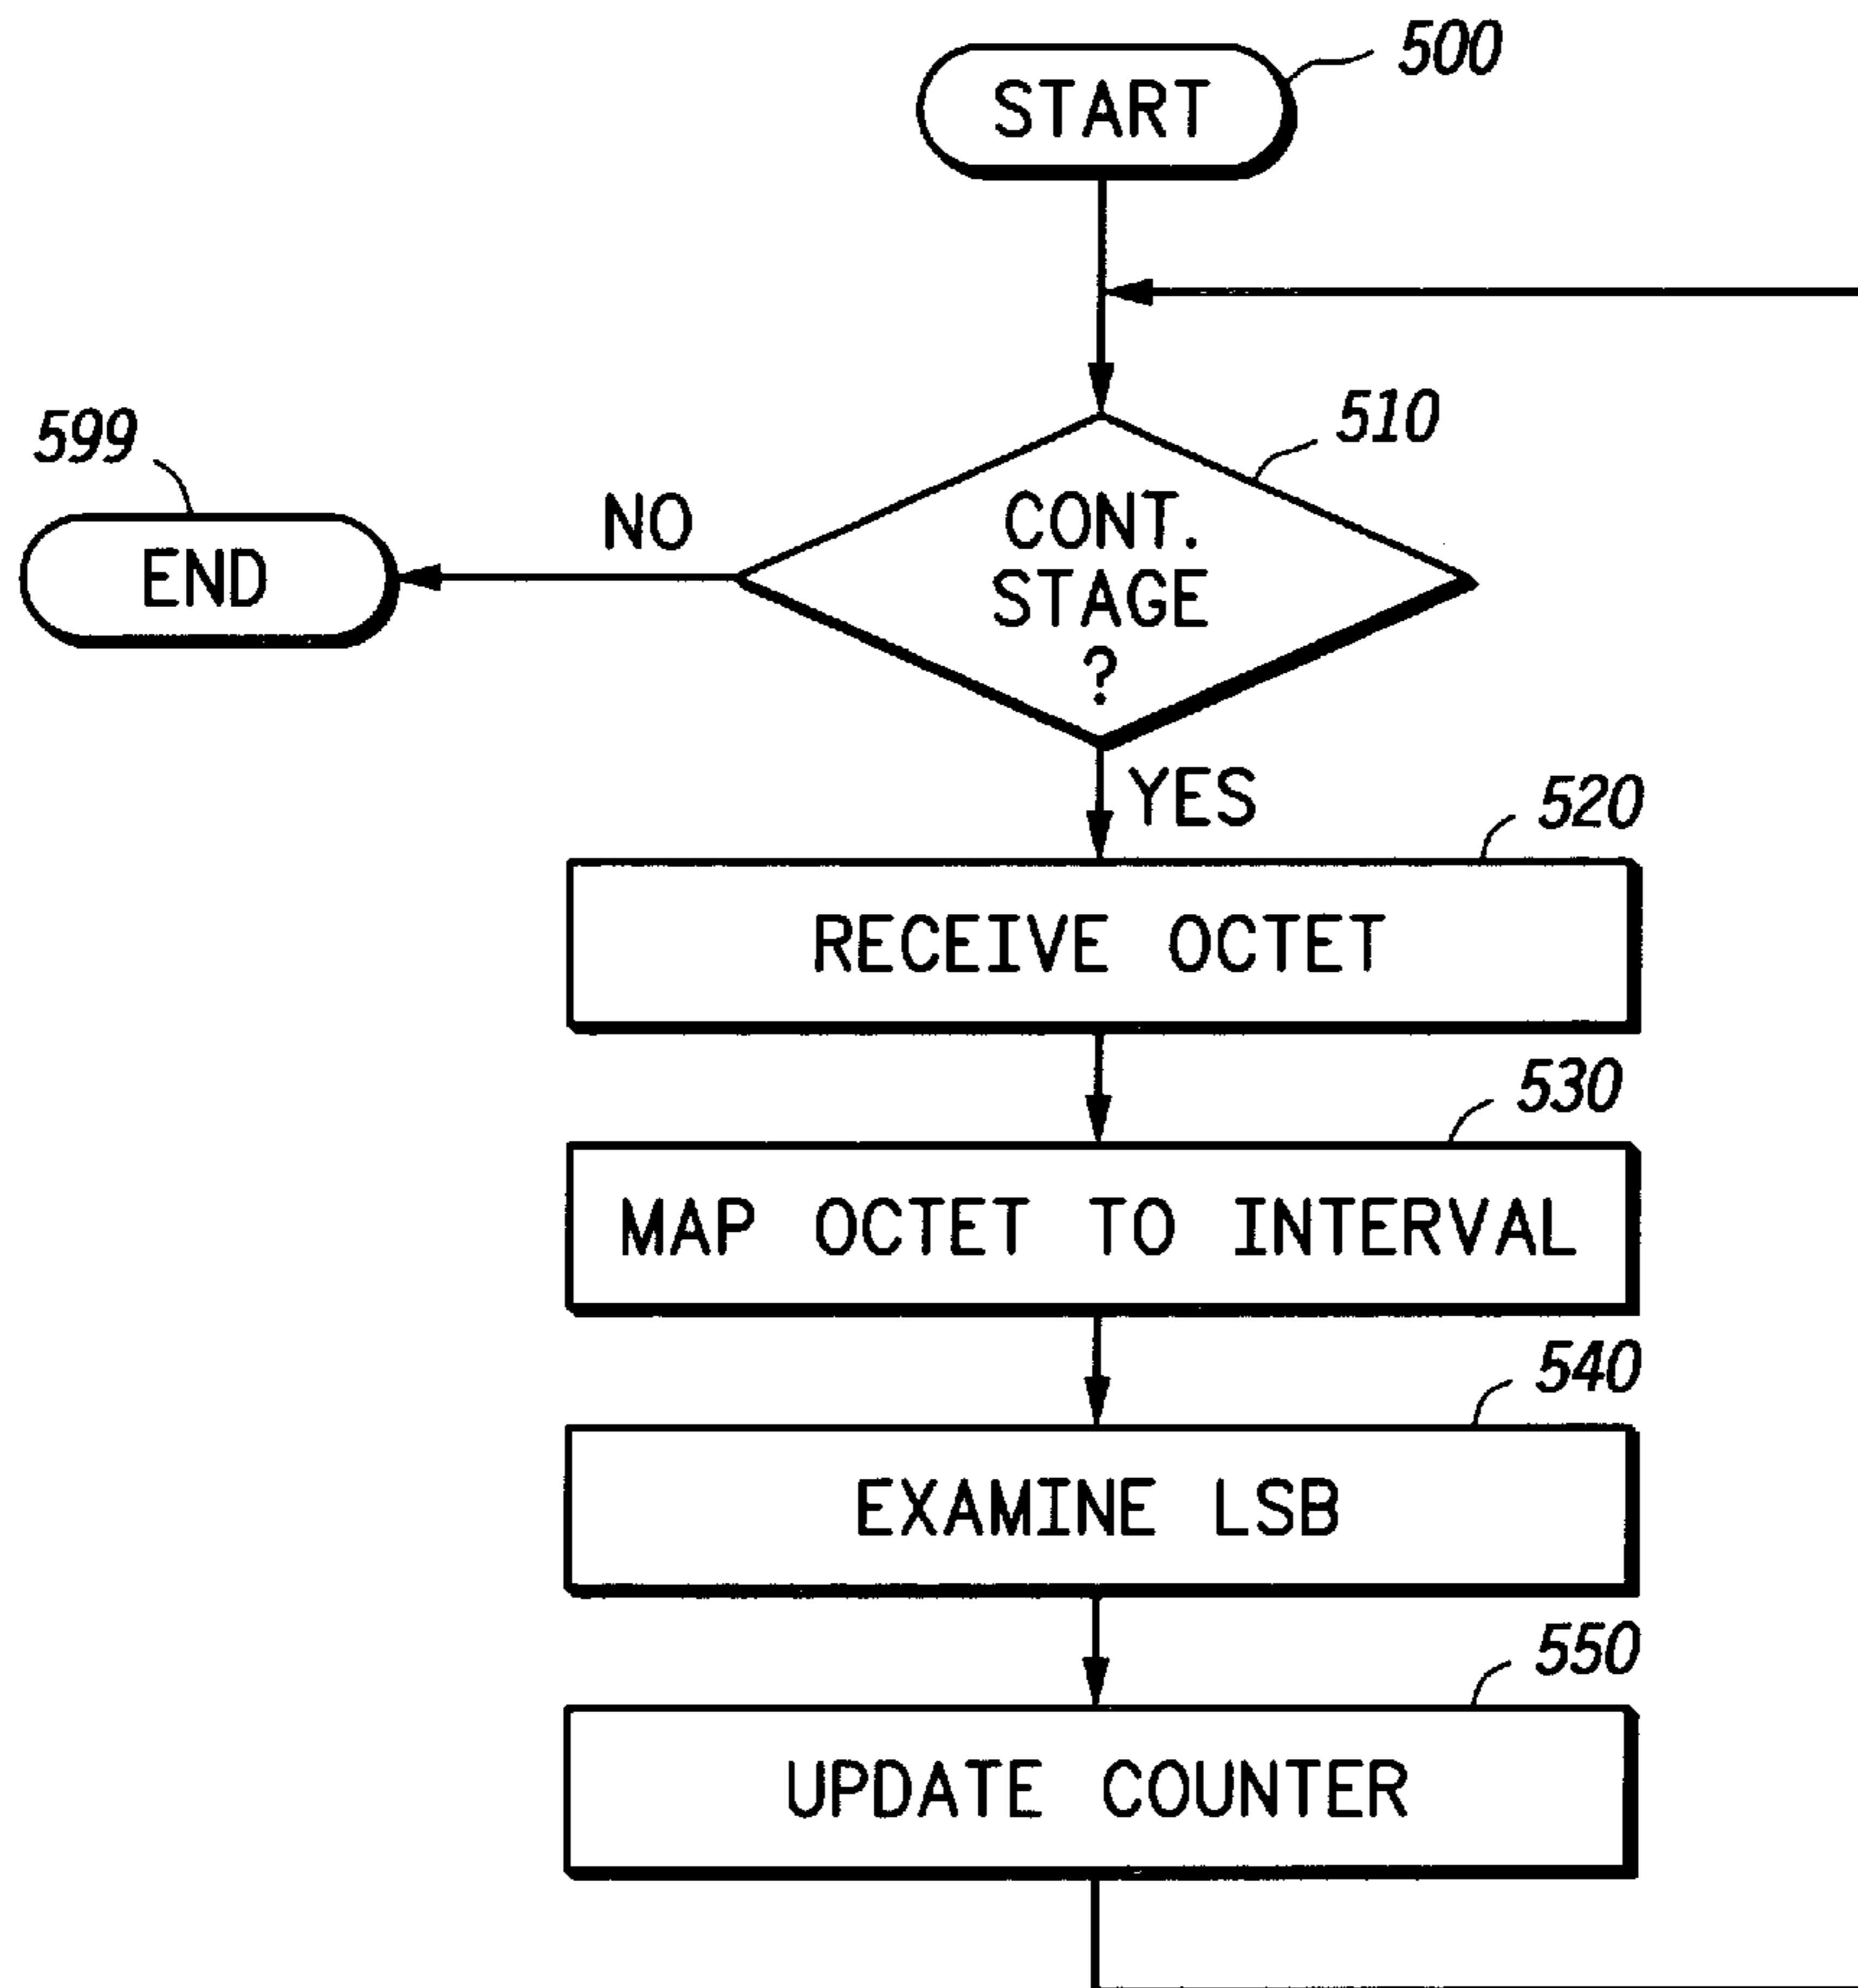 500
START
510
599
NO
CONT.
STAGE
?
END
YES
520
RECEIVE OCTET
530
MAP OCTET TO INTERVAL
540
EXAMINE LSB
550
UPDATE COUNTER